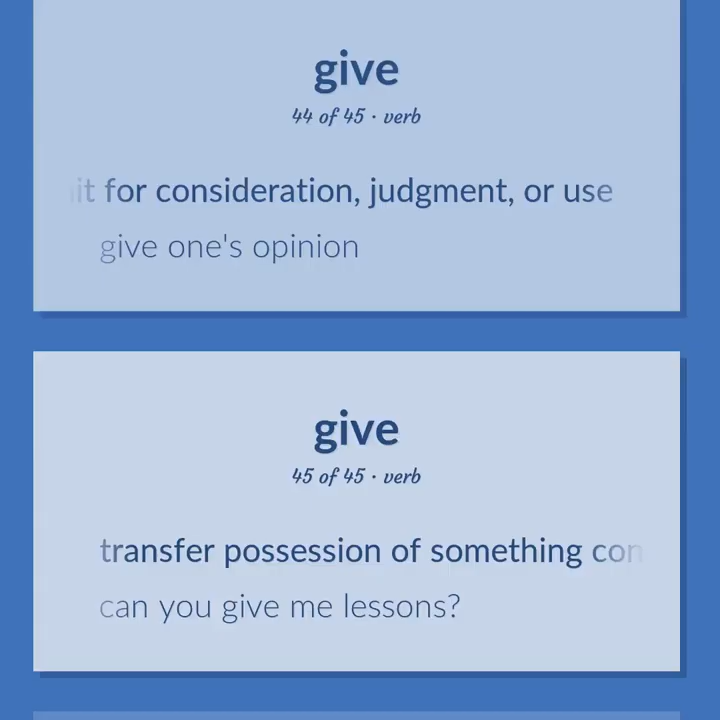 give
44 of 45 · verb
it for consideration, judgment, or use
give one's opinion
give
45 of 45 · verb
transfer possession of something con
can you give me lessons?